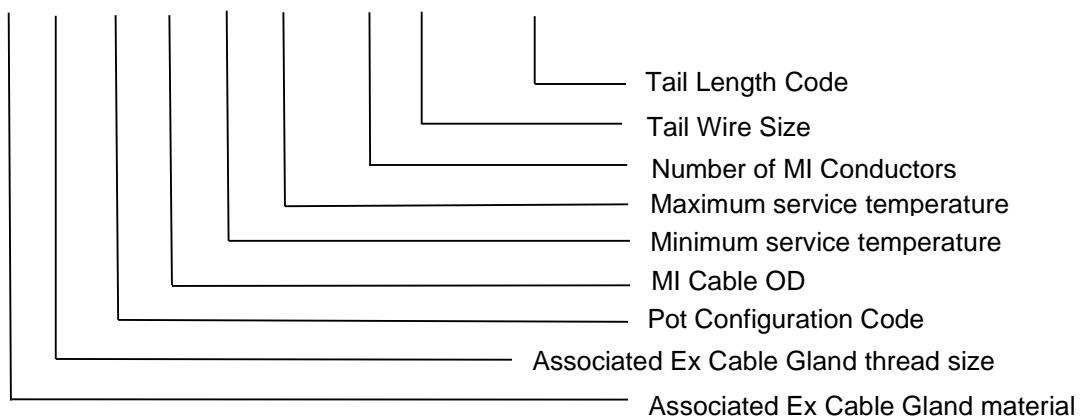 Tail Length Code
Tail Wire Size
Number of MI Conductors
Maximum service temperature
Minimum service temperature
MI Cable OD
Pot Configuration Code
Associated Ex Cable Gland thread size
Associated Ex Cable Gland material